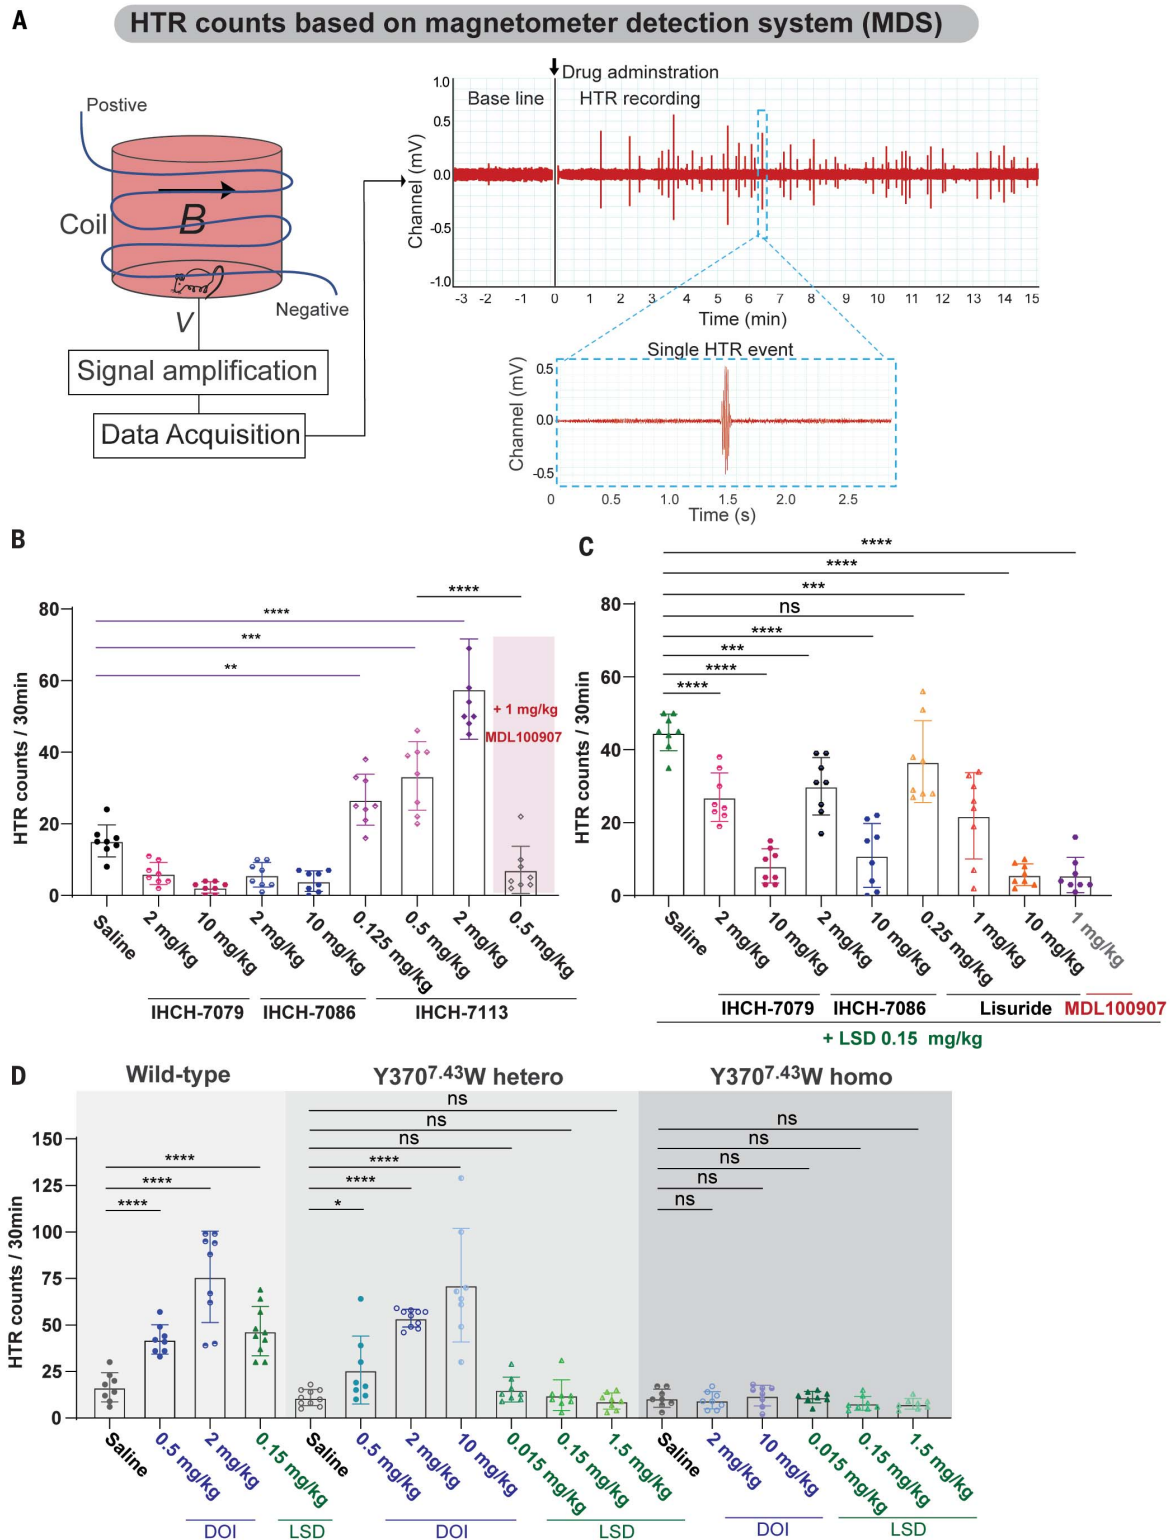 A
HTR counts based on magnetometer detection system (MDS)
Postive
Coil
B
V
Negative
Signal amplification
Data Acquisition
Drug adminstration
Base line
HTR recording
Channel (mV)
1.0
0.5
0.0
-0.5
-1.0
-3 -2 -1 0 1 2 3 4 5 6 7 8 9 10 11 12 13 14 15
Time (min)
Single HTR event
Channel (mV)
0.5
0.0
-0.5
0 0.5 1.0 1.5 2.0 2.5
Time (s)
B
HTR counts / 30min
80
60
40
20
0
****
****
***
**
+ 1 mg/kg
MDL100907
Saline
2 mg/kg
10 mg/kg
2 mg/kg
10 mg/kg
0.125 mg/kg
0.5 mg/kg
2 mg/kg
0.5 mg/kg
IHCH-7079
IHCH-7086
IHCH-7113
C
HTR counts / 30min
80
60
40
20
0
****
****
***
ns
****
***
****
****
Saline
2 mg/kg
10 mg/kg
2 mg/kg
10 mg/kg
0.25 mg/kg
1 mg/kg
10 mg/kg
1 mg/kg
IHCH-7079
IHCH-7086
Lisuride
MDL100907
+ LSD 0.15 mg/kg
D
Wild-type
Y370⁷·⁴³W hetero
Y370⁷·⁴³W homo
HTR counts / 30min
150
125
100
75
50
25
0
****
****
****
ns
ns
ns
****
****
*
ns
ns
ns
ns
ns
Saline
0.5 mg/kg
2 mg/kg
0.15 mg/kg
Saline
0.5 mg/kg
2 mg/kg
10 mg/kg
0.015 mg/kg
0.15 mg/kg
1.5 mg/kg
Saline
2 mg/kg
10 mg/kg
0.015 mg/kg
0.15 mg/kg
1.5 mg/kg
DOI
LSD
DOI
LSD
DOI
LSD